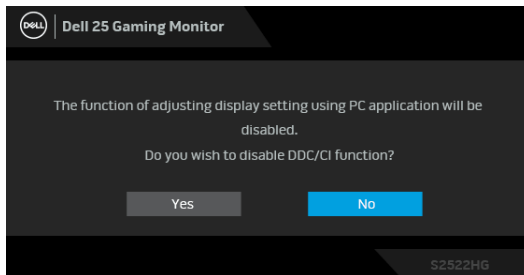 DELL
Dell 25 Gaming Monitor
The function of adjusting display setting using PC application will be
disabled.
Do you wish to disable DDC/CI function?
Yes No
S2522HG